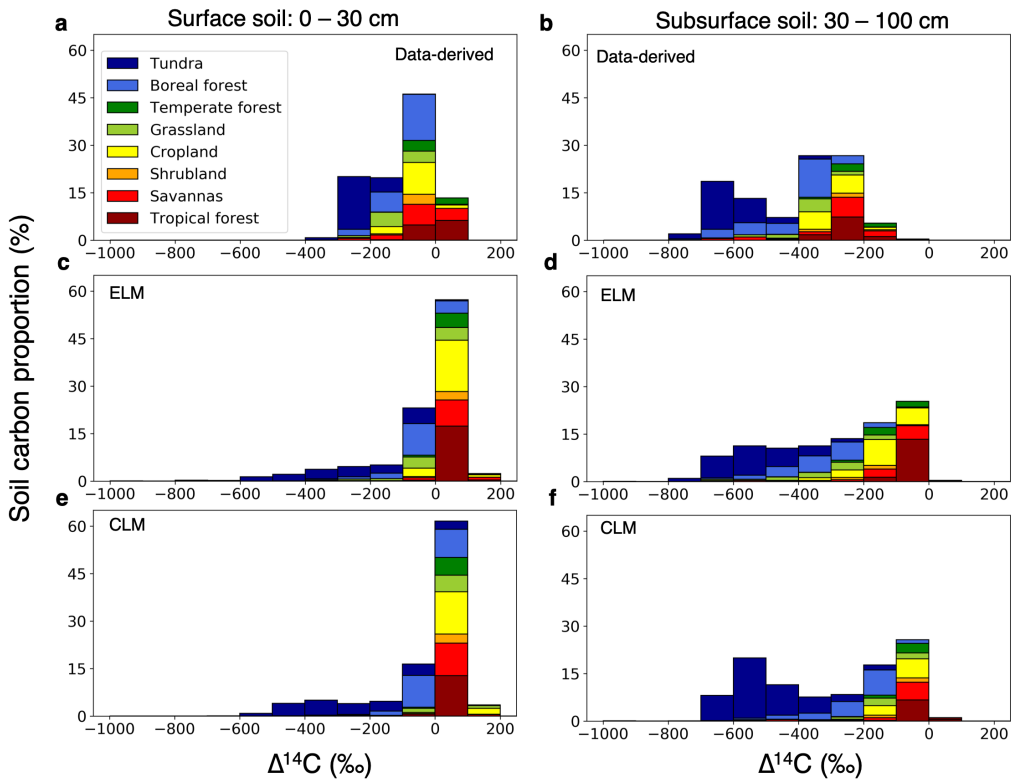 Surface soil: 0 – 30 cm
Subsurface soil: 30 – 100 cm
Soil carbon proportion (%)
a
Data-derived
Tundra
Boreal forest
Temperate forest
Grassland
Cropland
Shrubland
Savannas
Tropical forest
60
45
30
15
0
−1000 −800 −600 −400 −200 0 200
b
Data-derived
60
45
30
15
0
−1000 −800 −600 −400 −200 0 200
c
ELM
60
45
30
15
0
−1000 −800 −600 −400 −200 0 200
d
ELM
60
45
30
15
0
−1000 −800 −600 −400 −200 0 200
e
CLM
60
45
30
15
0
−1000 −800 −600 −400 −200 0 200
Δ¹⁴C (‰)
f
CLM
60
45
30
15
0
−1000 −800 −600 −400 −200 0 200
Δ¹⁴C (‰)